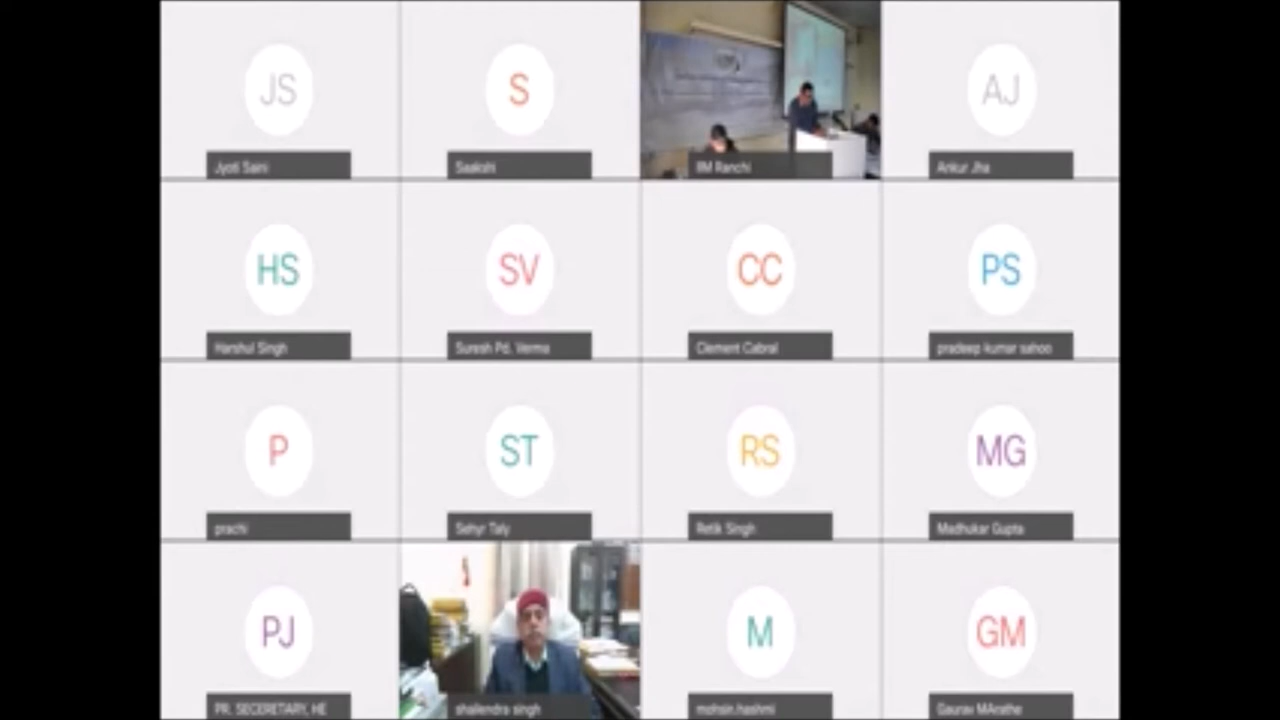 JS
S
AJ
Jyoti Saini
Saakshi
IIM Ranchi
Ankur Jha
HS
SV
CC
PS
Harshul Singh
Suresh Pd. Verma
Clement Cabral
pradeep kumar sahoo
P
ST
RS
MG
prachi
Sehyr Taly
Retik Singh
Madhukar Gupta
PJ
M
GM
PR. SECERETARY, HE
shailendra singh
mohsin.hashmi
Gaurav MArathe